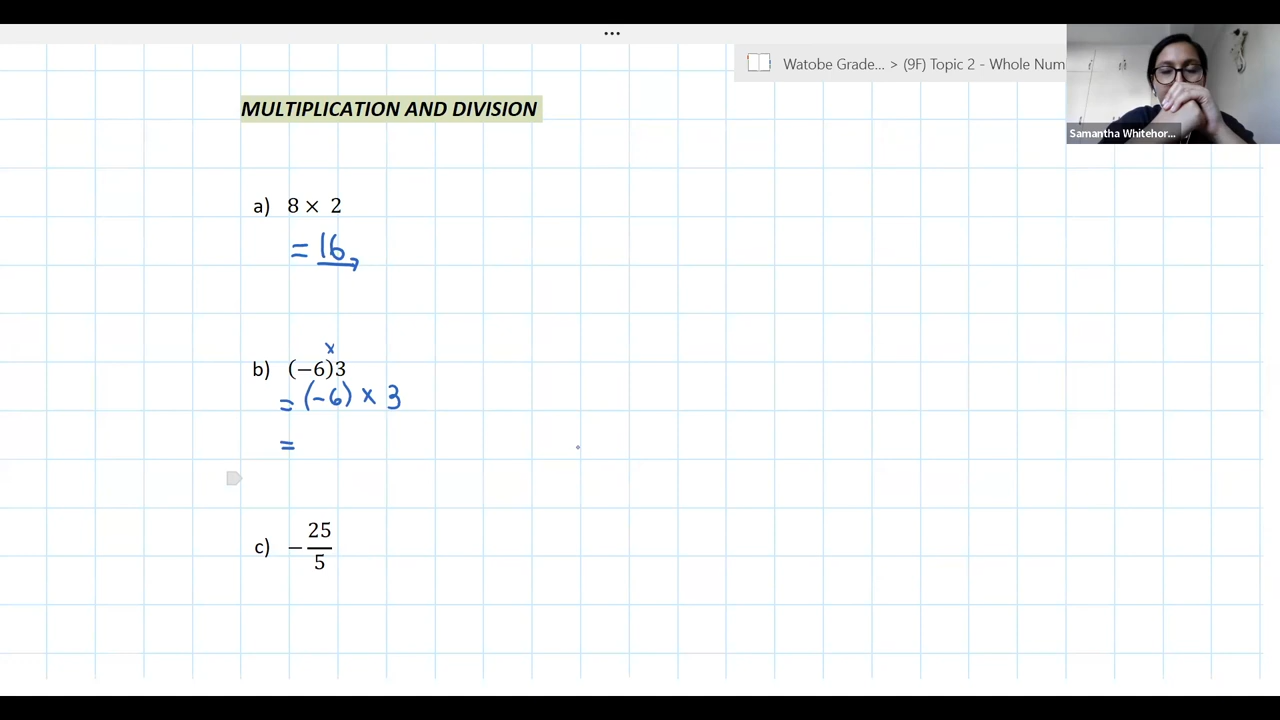 ...
Watobe Grade... > (9F) Topic 2 - Whole Num
Samantha Whitehor...
MULTIPLICATION AND DIVISION
a) 8 × 2
= 16
x
b) (−6)3
= (-6) x 3
=
c) − 25
5